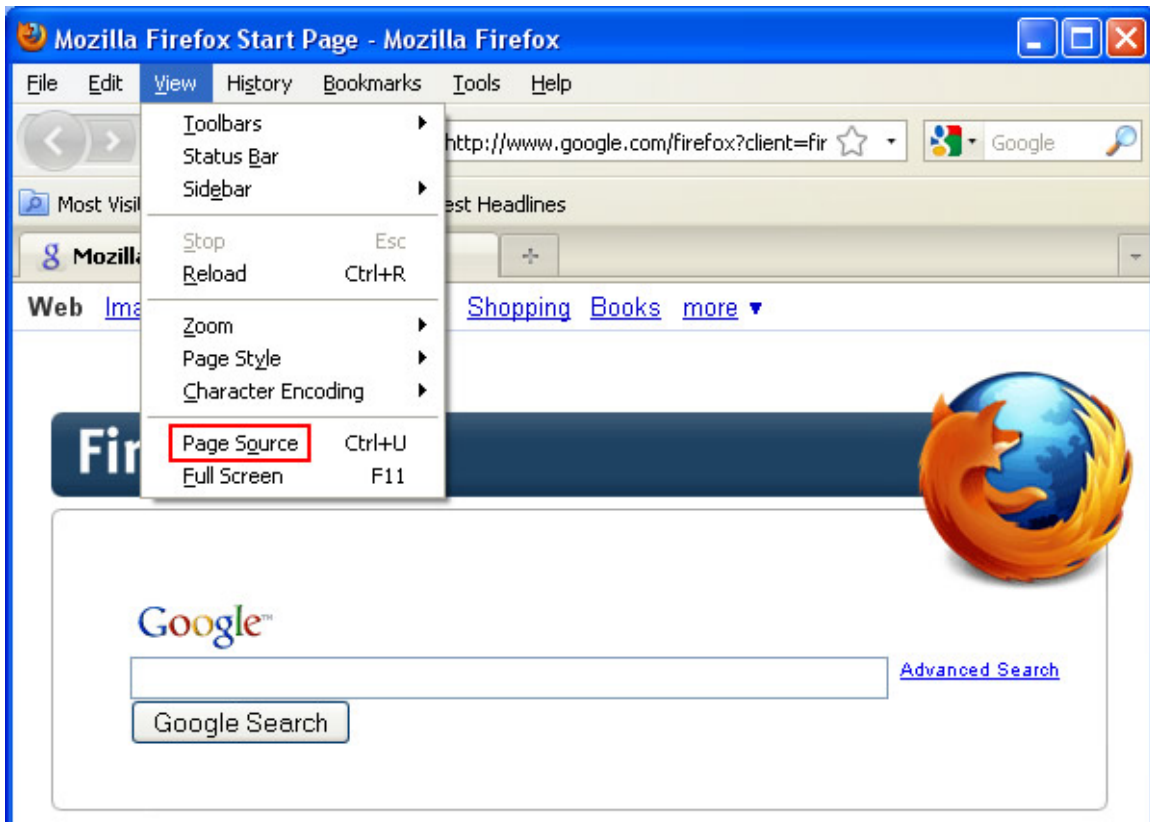 Mozilla Firefox Start Page - Mozilla Firefox
File Edit View History Bookmarks Tools Help
http://www.google.com/firefox?client=fir Google
Most Visi est Headlines
Mozilla
Web Ima Shopping Books more ▼
Toolbars
Status Bar
Sidebar
Stop Esc
Reload Ctrl+R
Zoom
Page Style
Character Encoding
Page Source Ctrl+U
Full Screen F11
Fir
Google™
Advanced Search
Google Search